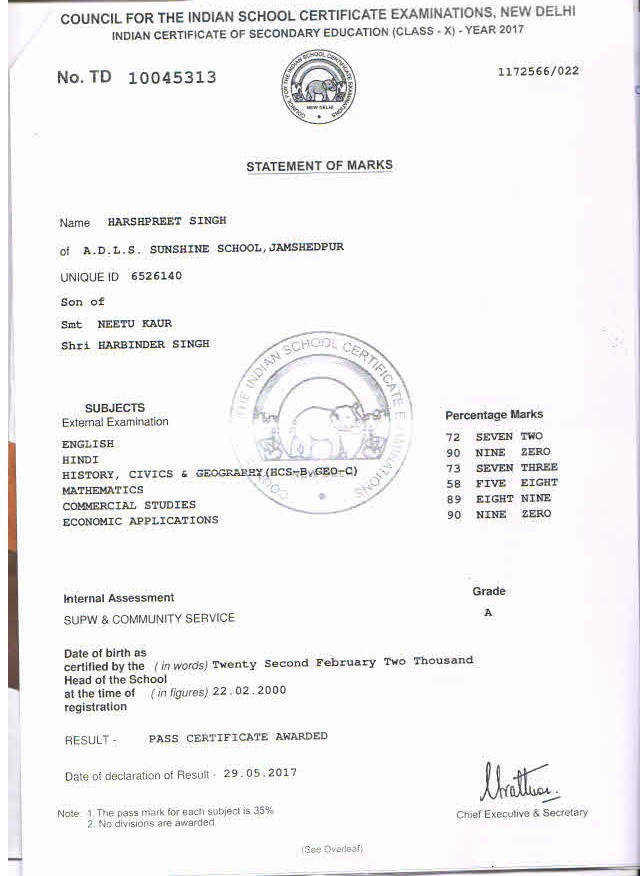 COUNCIL FOR THE INDIAN SCHOOL CERTIFICATE EXAMINATIONS, NEW DELHI
INDIAN CERTIFICATE OF SECONDARY EDUCATION (CLASS - X) - YEAR 2017
No. TD 10045313
1172566/022
COUNCIL FOR THE INDIAN SCHOOL CERTIFICATE EXAMINATIONS
NEW DELHI
STATEMENT OF MARKS
Name HARSHPREET SINGH
of A.D.L.S. SUNSHINE SCHOOL,JAMSHEDPUR
UNIQUE ID 6526140
Son of
Smt NEETU KAUR
Shri HARBINDER SINGH
SUBJECTS Percentage Marks
External Examination
ENGLISH 72 SEVEN TWO
HINDI 90 NINE ZERO
HISTORY, CIVICS & GEOGRAPHY(HCS-B,GEO-C) 73 SEVEN THREE
MATHEMATICS 58 FIVE EIGHT
COMMERCIAL STUDIES 89 EIGHT NINE
ECONOMIC APPLICATIONS 90 NINE ZERO
Internal Assessment Grade
SUPW & COMMUNITY SERVICE A
Date of birth as
certified by the (in words) Twenty Second February Two Thousand
Head of the School
at the time of (in figures) 22.02.2000
registration
RESULT - PASS CERTIFICATE AWARDED
Date of declaration of Result - 29.05.2017
Chief Executive & Secretary
Note: 1. The pass mark for each subject is 35%
2. No divisions are awarded
(See Overleaf)